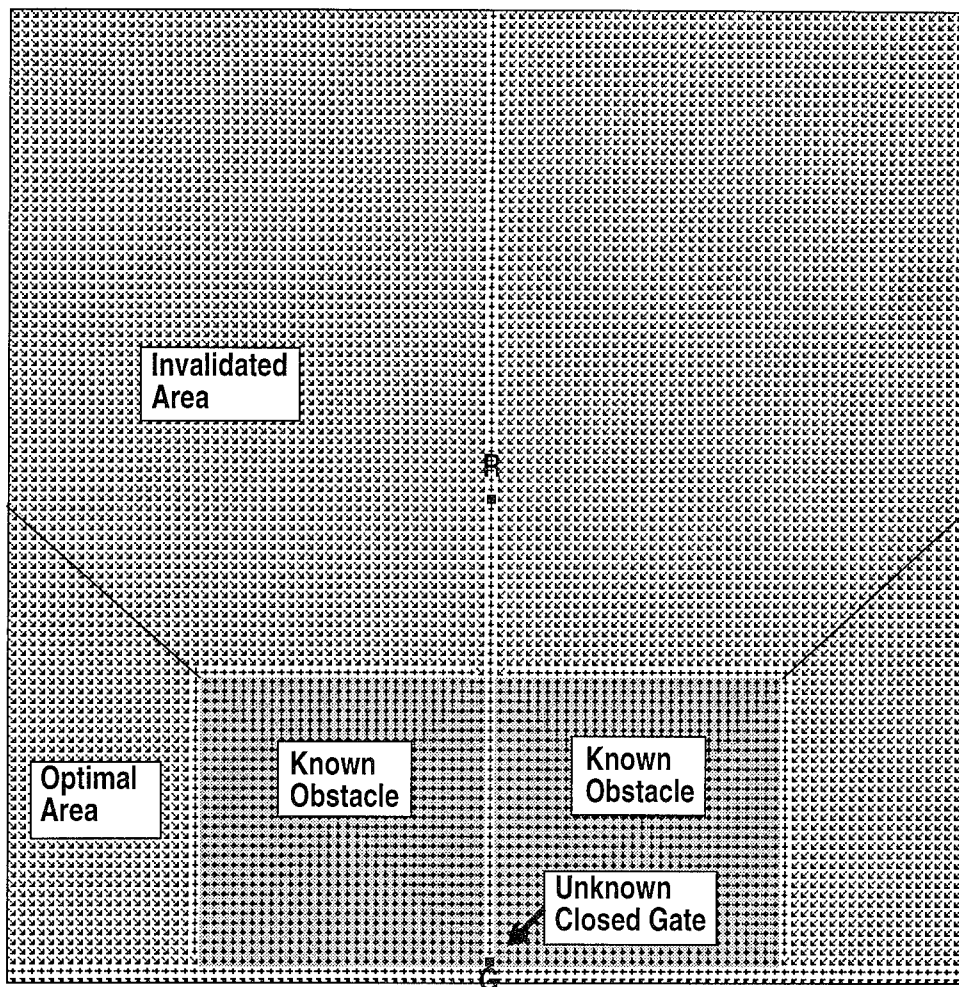 Invalidated
Area
R
Known
Obstacle
Known
Obstacle
Optimal
Area
Unknown
Closed Gate
G